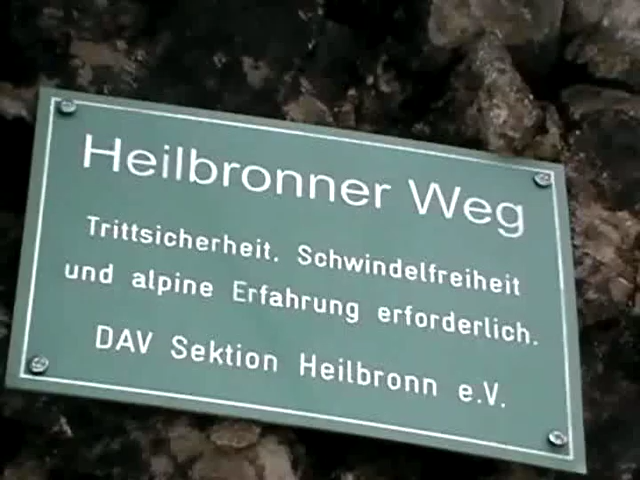 Heilbronner Weg
Trittsicherheit. Schwindelfreiheit
und alpine Erfahrung erforderlich.
DAV Sektion Heilbronn e.V.